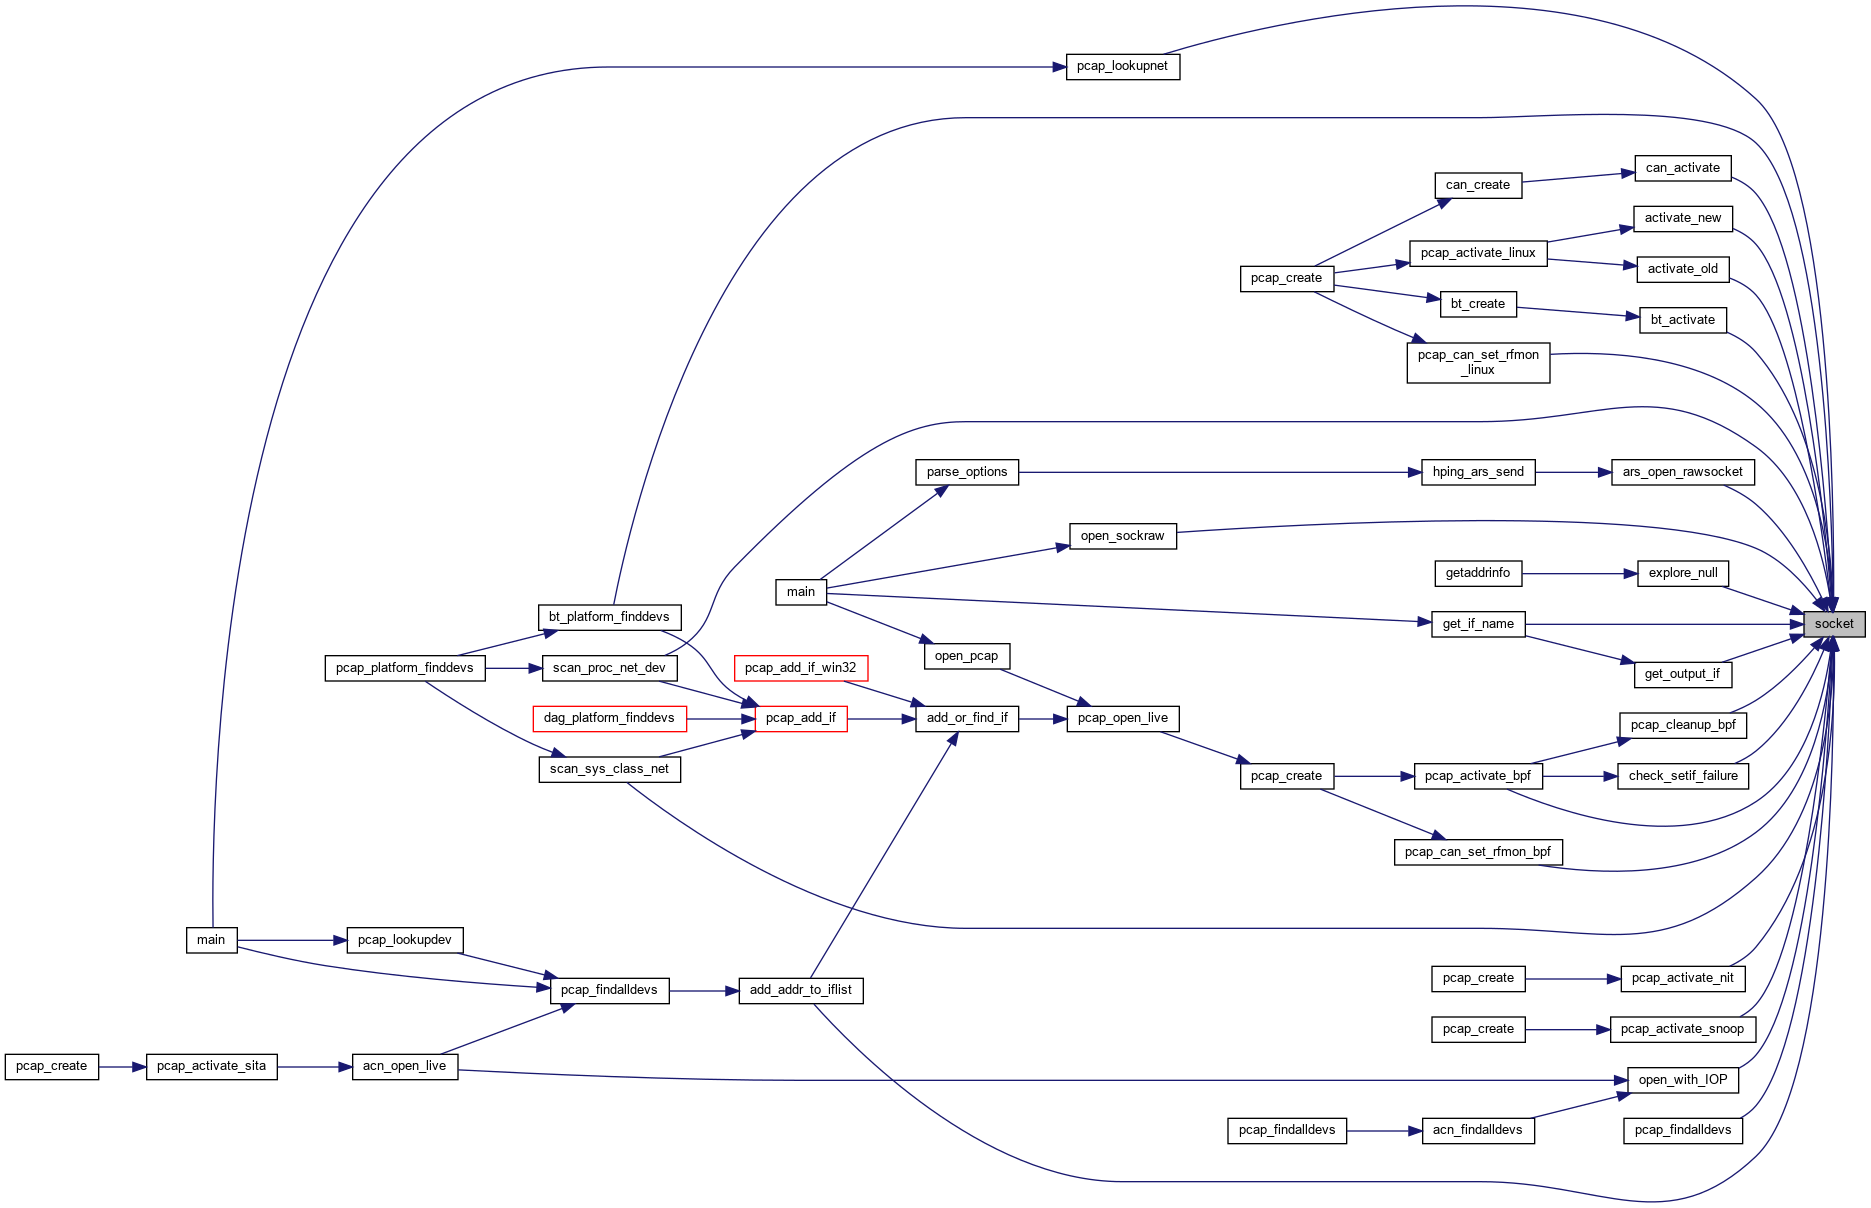 pcap_lookupnet
can_activate
can_create
activate_new
pcap_activate_linux
activate_old
pcap_create
bt_create
bt_activate
pcap_can_set_rfmon
_linux
parse_options
hping_ars_send
ars_open_rawsocket
open_sockraw
getaddrinfo
explore_null
main
bt_platform_finddevs
get_if_name
socket
open_pcap
pcap_platform_finddevs
scan_proc_net_dev
pcap_add_if_win32
get_output_if
dag_platform_finddevs
pcap_add_if
add_or_find_if
pcap_open_live
pcap_cleanup_bpf
scan_sys_class_net
pcap_create
pcap_activate_bpf
check_setif_failure
pcap_can_set_rfmon_bpf
main
pcap_lookupdev
pcap_findalldevs
add_addr_to_iflist
pcap_create
pcap_activate_nit
pcap_create
pcap_activate_snoop
pcap_create
pcap_activate_sita
acn_open_live
open_with_IOP
pcap_findalldevs
acn_findalldevs
pcap_findalldevs